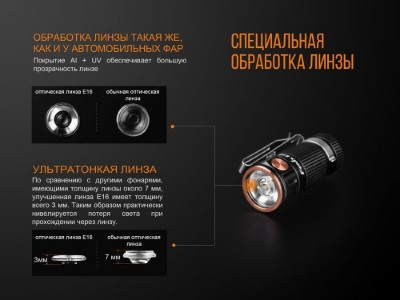 ОБРАБОТКА ЛИНЗЫ ТАКАЯ ЖЕ,
КАК И У АВТОМОБИЛЬНЫХ ФАР
Покрытие AI + UV обеспечивает большую
прозрачность линзе
оптическая линза E16
обычная оптическая
линза
УЛЬТРАТОНКАЯ ЛИНЗА
По сравнению с другими фонарями,
имеющими толщину линзы около 7 мм,
улучшенная линза E16 имеет толщину
всего 3 мм. Таким образом практически
нивелируется потеря света при
прохождении через линзу.
оптическая линза E16
обычная оптическая
линза
3мм
7 мм
СПЕЦИАЛЬНАЯ
ОБРАБОТКА ЛИНЗЫ